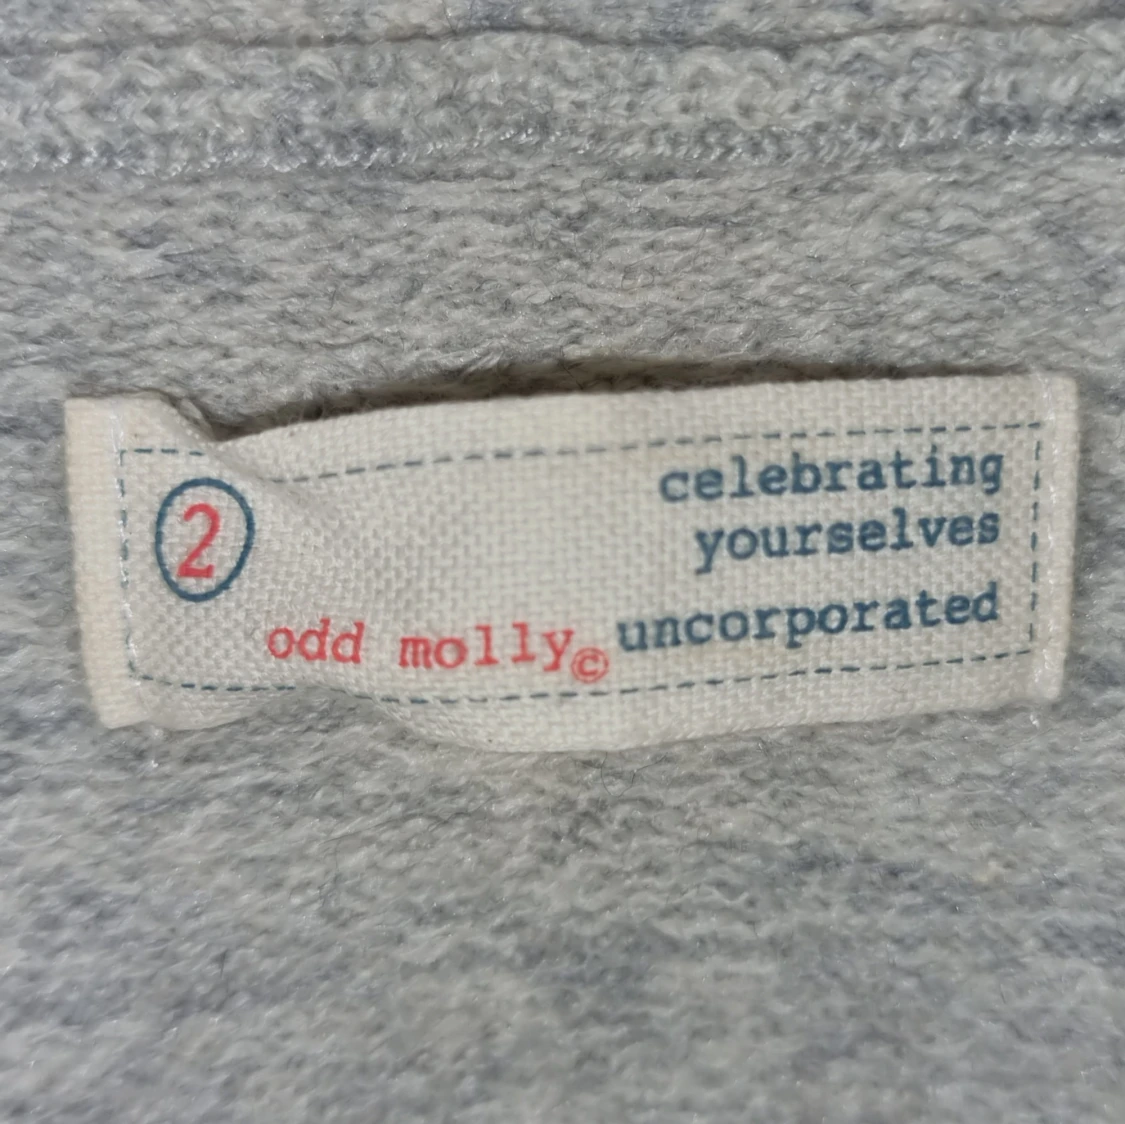 celebrating
yourselves
2
odd molly© uncorporated